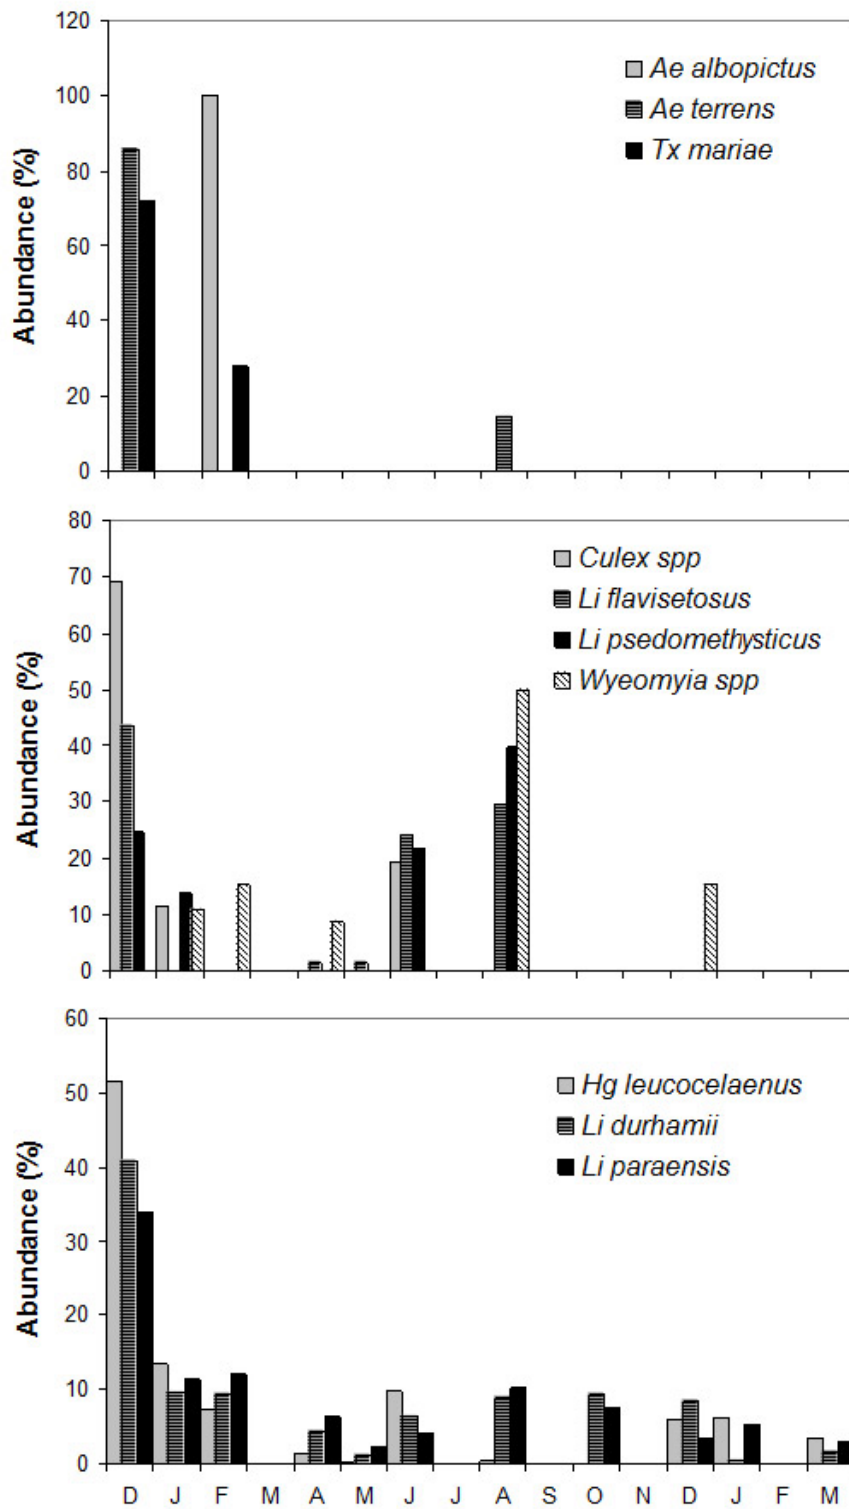 120
100
80
60
40
20
0
Abundance (%)
Ae albopictus
Ae terrens
Tx mariae
80
70
60
50
40
30
20
10
0
Abundance (%)
Culex spp
Li flavisetosus
Li psedomethysticus
Wyeomyia spp
60
50
40
30
20
10
0
Abundance (%)
Hg leucocelaenus
Li durhamii
Li paraensis
D J F M A M J J A S O N D J F M